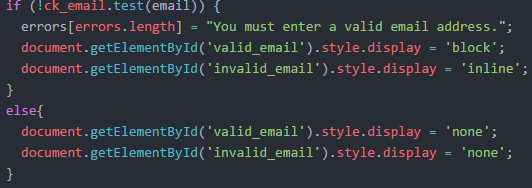 if (!ck_email.test(email)) {
errors[errors.length] = "You must enter a valid email address.";
document.getElementById('valid_email').style.display = 'block';
document.getElementById('invalid_email').style.display = 'inline';
}
else{
document.getElementById('valid_email').style.display = 'none';
document.getElementById('invalid_email').style.display = 'none';
}